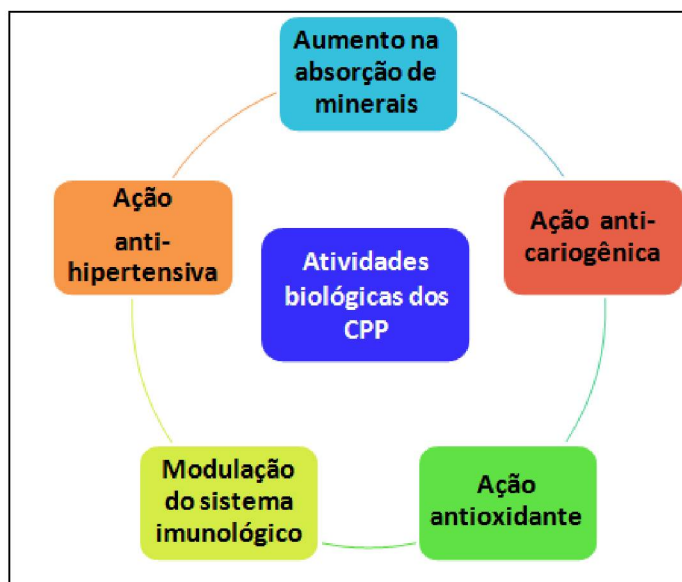 Aumento na
absorção de
minerais
Ação
anti-
hipertensiva
Ação anti-
cariogênica
Atividades
biológicas dos
CPP
Modulação
do sistema
imunológico
Ação
antioxidante